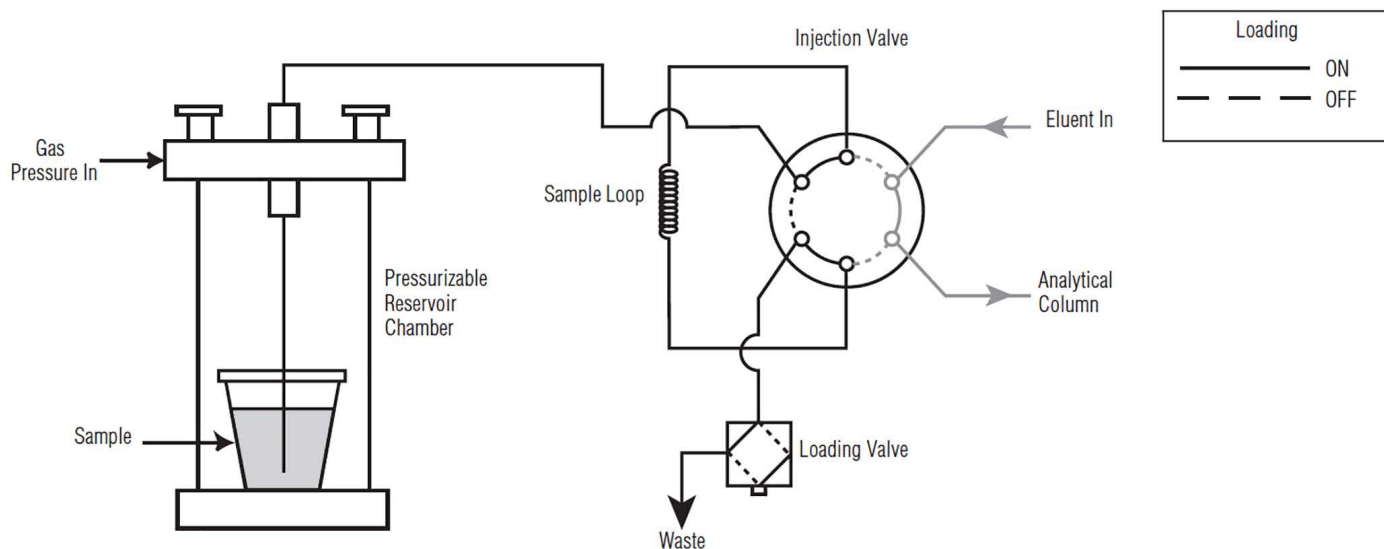 Injection Valve
Loading
ON
OFF
Eluent In
Gas
Pressure In
Sample Loop
Pressurizable
Reservoir
Chamber
Analytical
Column
Sample
Loading Valve
Waste